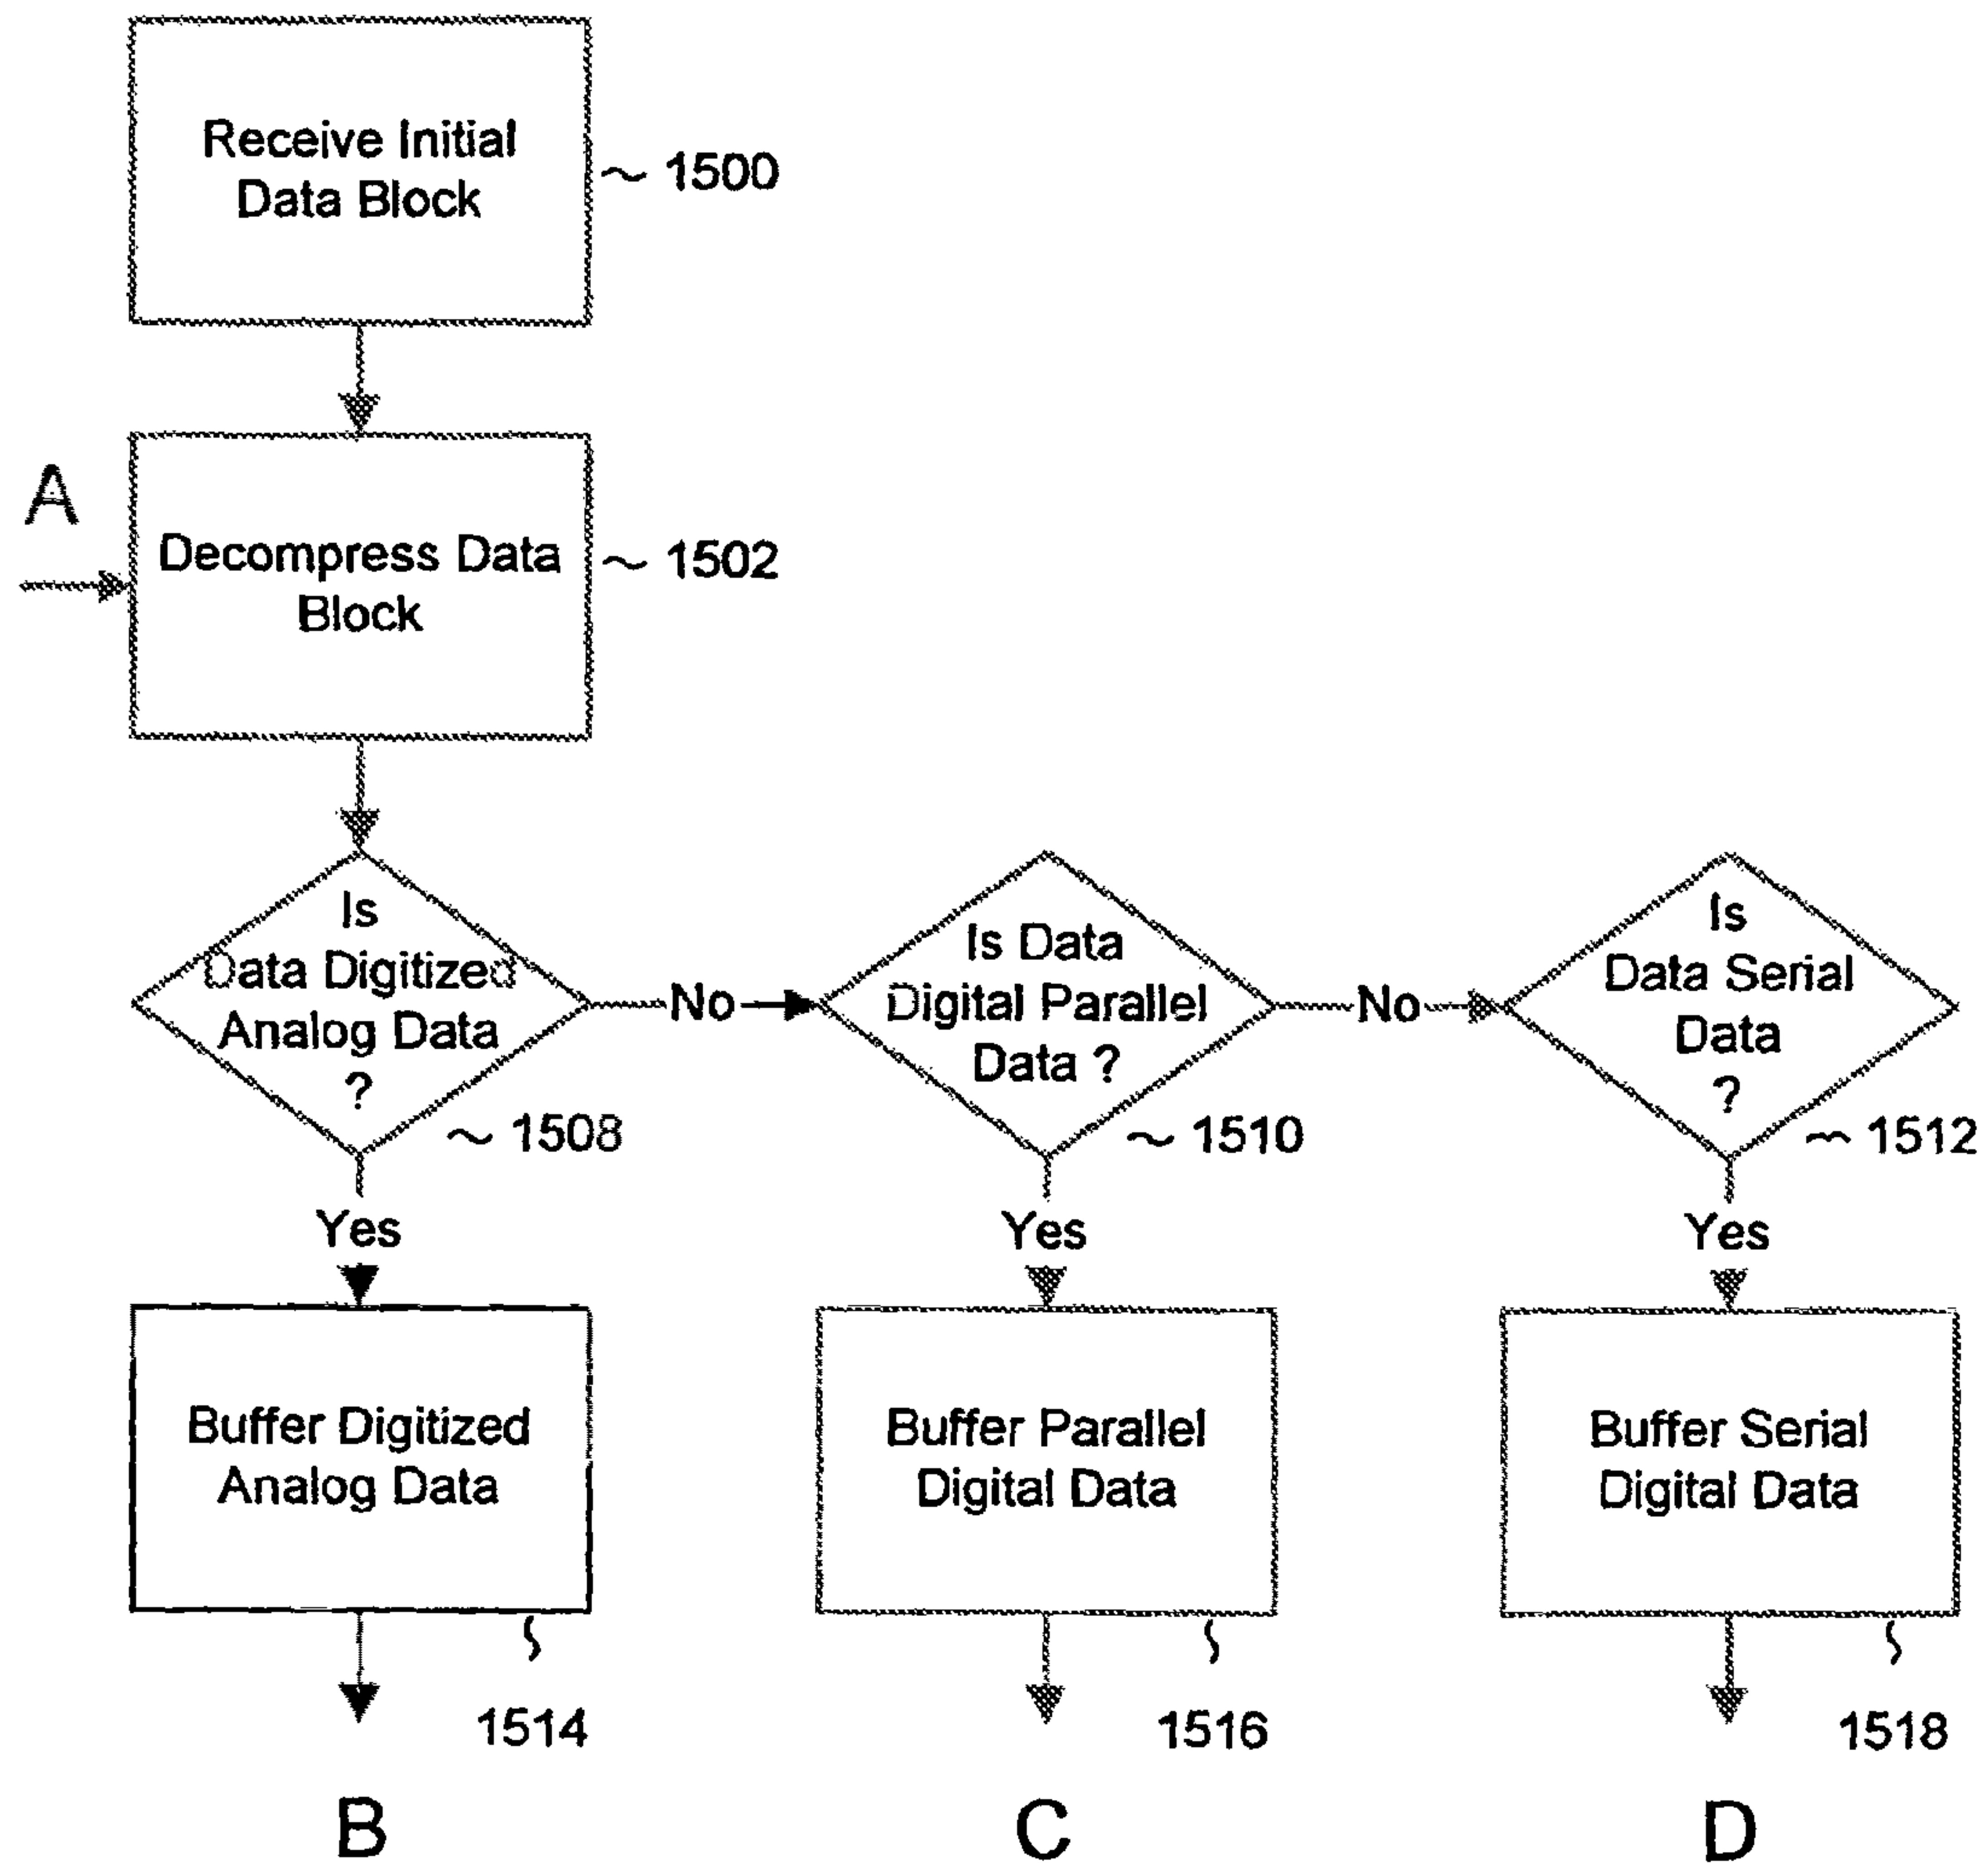 Receive Initial
Data Block
1500
A
Decompress Data
Block
1502
Is
Data Digitized
Analog Data
?
1508
No
Is Data
Digital Parallel
Data ?
1510
No
Is
Data Serial
Data
?
1512
Yes
Yes
Yes
Buffer Digitized
Analog Data
1514
Buffer Parallel
Digital Data
1516
Buffer Serial
Digital Data
1518
B
C
D